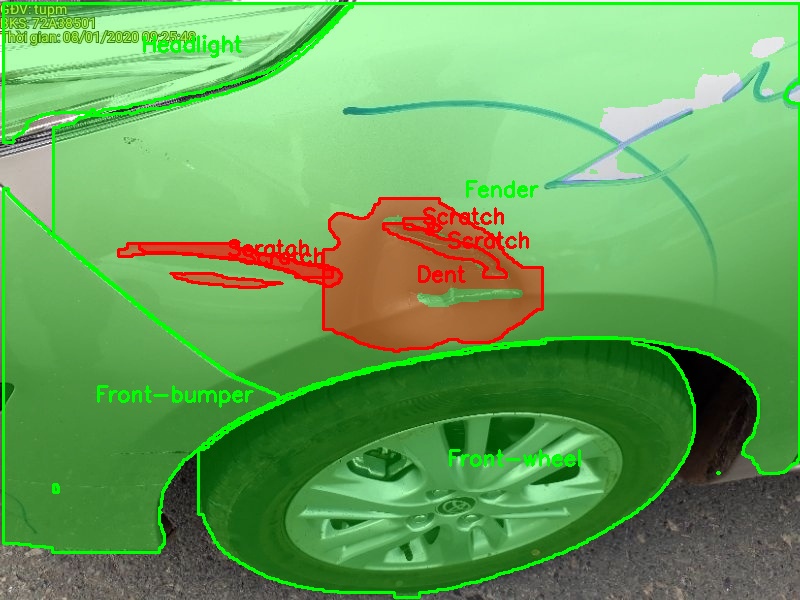 GDV: tupm
BKS: 72A38501
Thời gian: 08/01/2020 09:25:48
Headlight
Fender
Scratch
Scratch
Scratch
Scratch
Dent
Front-bumper
Front-wheel